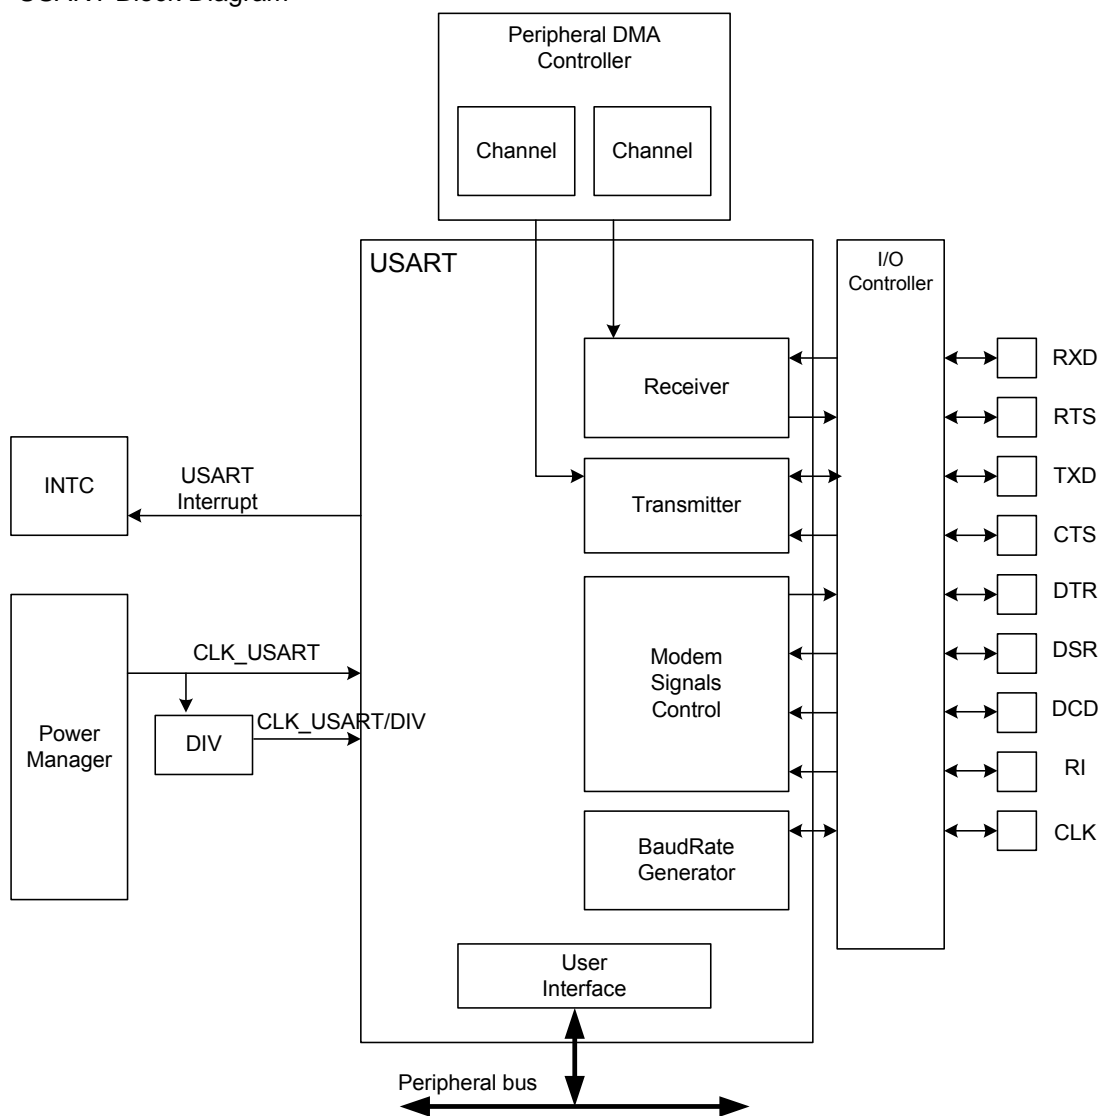 USART Block Diagram
Peripheral DMA
Controller
Channel
Channel
USART
I/O
Controller
Receiver
RXD
RTS
INTC
USART
Interrupt
Transmitter
TXD
CTS
Power
Manager
CLK_USART
DIV
CLK_USART/DIV
Modem
Signals
Control
DTR
DSR
DCD
RI
BaudRate
Generator
CLK
User
Interface
Peripheral bus